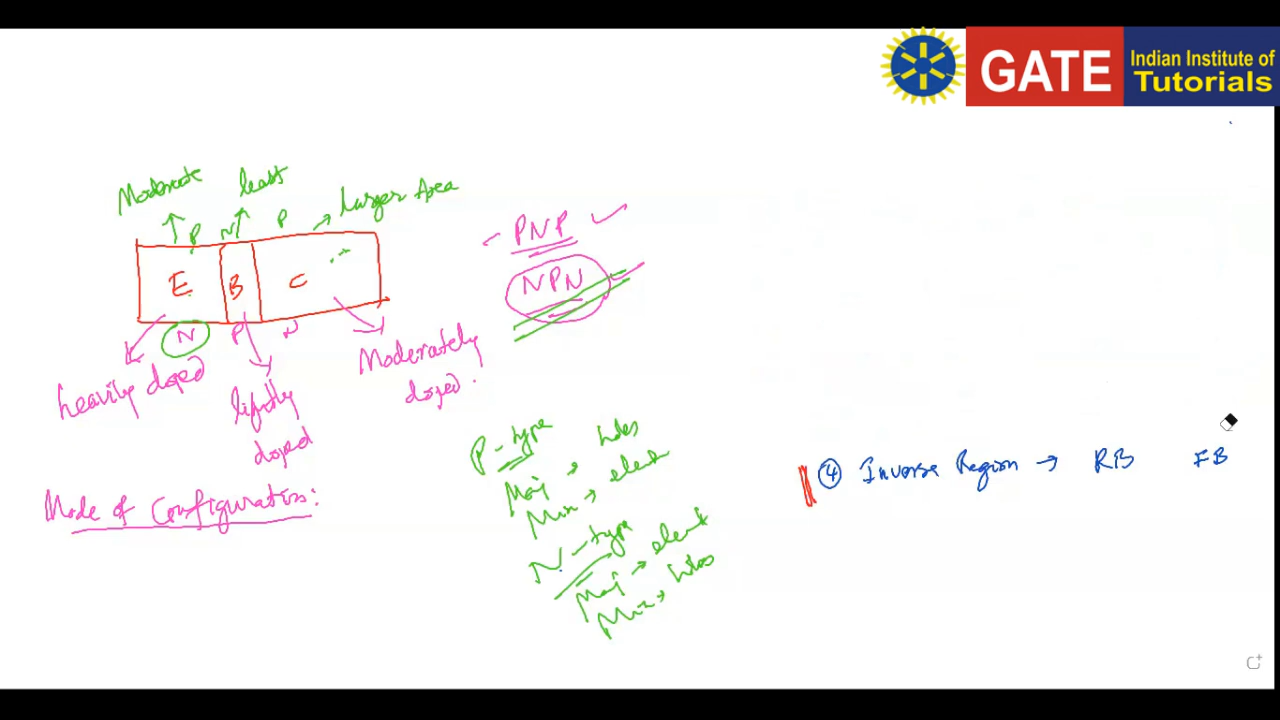 GATE
Indian Institute of
Tutorials
Moderate
least
Larger Area
P N P
E B C
N P N
heavily doped
lightly
doped
Moderately
doped
PNP
NPN
P-type
Maj → holes
Min → elect
N-type
Maj → elect
Min → holes
Mode of Configuration:
④ Inverse Region → RB FB